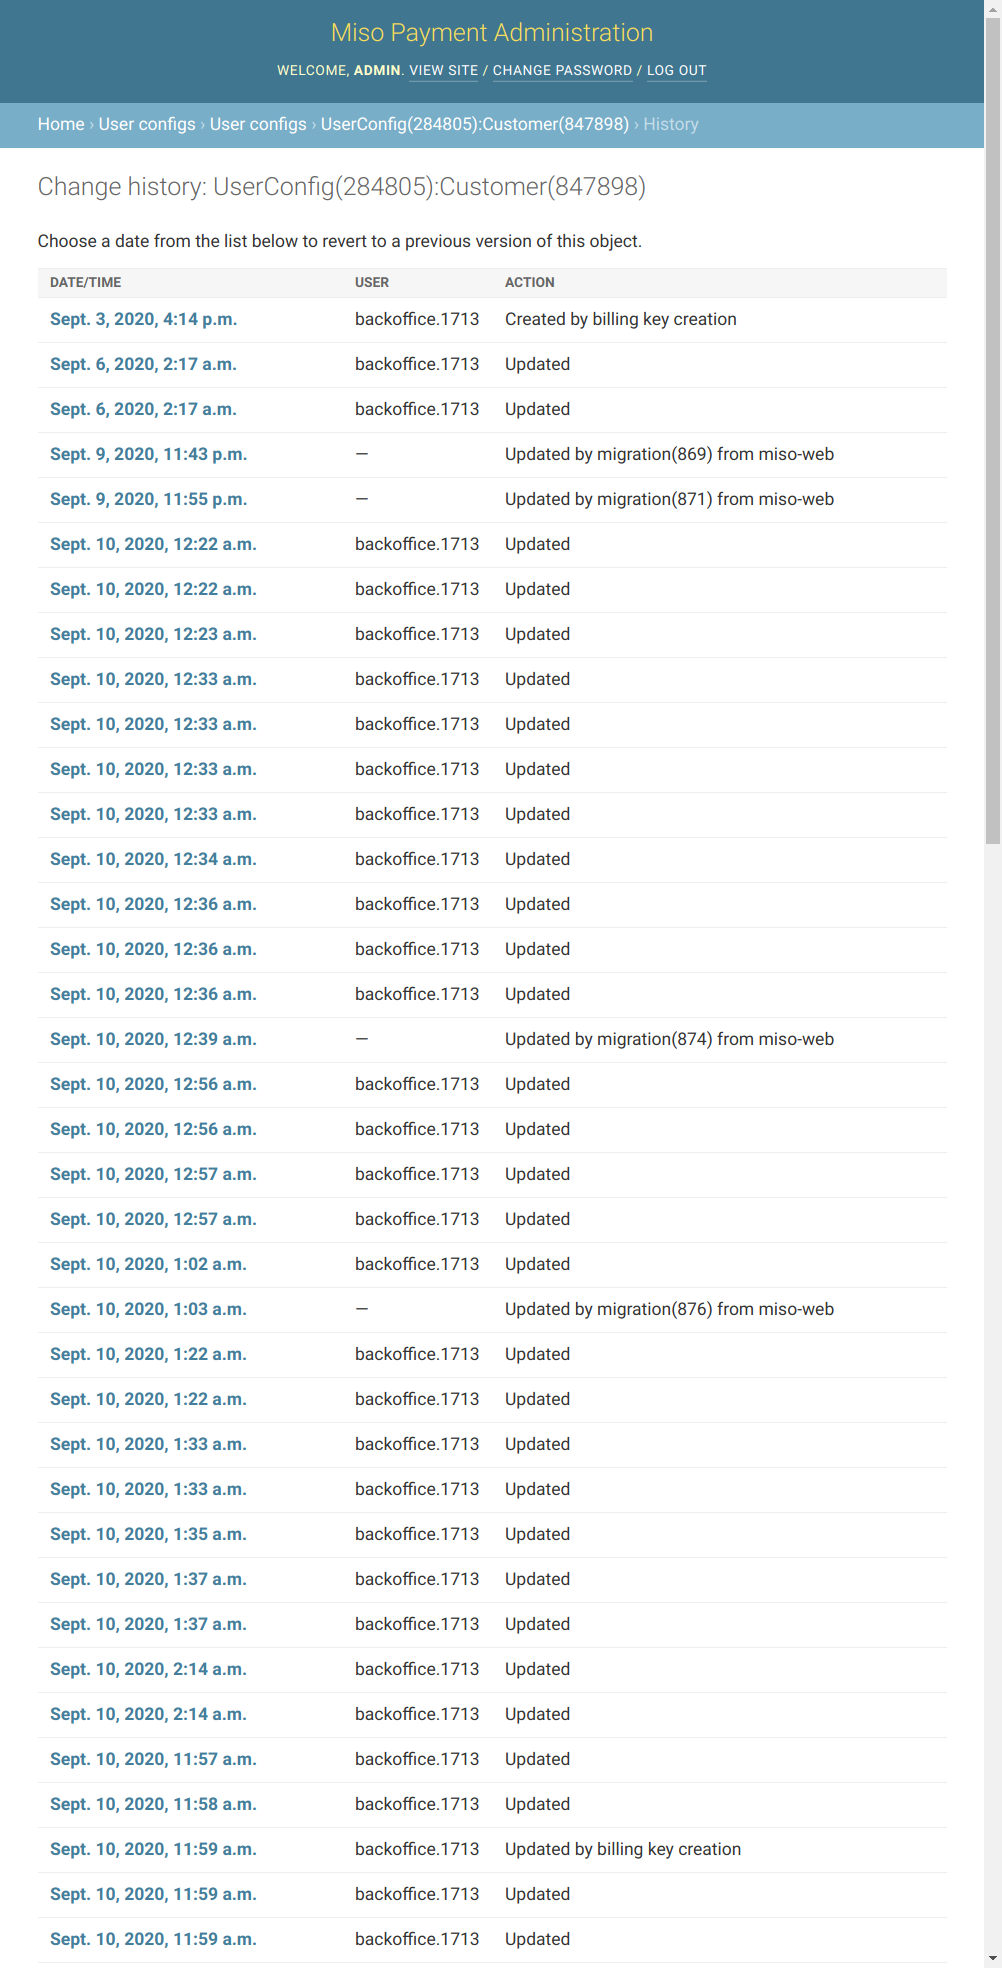 Miso Payment Administration
WELCOME, ADMIN. VIEW SITE / CHANGE PASSWORD / LOG OUT
Home › User configs › User configs › UserConfig(284805):Customer(847898) › History
Change history: UserConfig(284805):Customer(847898)
Choose a date from the list below to revert to a previous version of this object.
DATE/TIME USER ACTION
Sept. 3, 2020, 4:14 p.m. backoffice.1713 Created by billing key creation
Sept. 6, 2020, 2:17 a.m. backoffice.1713 Updated
Sept. 6, 2020, 2:17 a.m. backoffice.1713 Updated
Sept. 9, 2020, 11:43 p.m. — Updated by migration(869) from miso-web
Sept. 9, 2020, 11:55 p.m. — Updated by migration(871) from miso-web
Sept. 10, 2020, 12:22 a.m. backoffice.1713 Updated
Sept. 10, 2020, 12:22 a.m. backoffice.1713 Updated
Sept. 10, 2020, 12:23 a.m. backoffice.1713 Updated
Sept. 10, 2020, 12:33 a.m. backoffice.1713 Updated
Sept. 10, 2020, 12:33 a.m. backoffice.1713 Updated
Sept. 10, 2020, 12:33 a.m. backoffice.1713 Updated
Sept. 10, 2020, 12:33 a.m. backoffice.1713 Updated
Sept. 10, 2020, 12:34 a.m. backoffice.1713 Updated
Sept. 10, 2020, 12:36 a.m. backoffice.1713 Updated
Sept. 10, 2020, 12:36 a.m. backoffice.1713 Updated
Sept. 10, 2020, 12:36 a.m. backoffice.1713 Updated
Sept. 10, 2020, 12:39 a.m. — Updated by migration(874) from miso-web
Sept. 10, 2020, 12:56 a.m. backoffice.1713 Updated
Sept. 10, 2020, 12:56 a.m. backoffice.1713 Updated
Sept. 10, 2020, 12:57 a.m. backoffice.1713 Updated
Sept. 10, 2020, 12:57 a.m. backoffice.1713 Updated
Sept. 10, 2020, 1:02 a.m. backoffice.1713 Updated
Sept. 10, 2020, 1:03 a.m. — Updated by migration(876) from miso-web
Sept. 10, 2020, 1:22 a.m. backoffice.1713 Updated
Sept. 10, 2020, 1:22 a.m. backoffice.1713 Updated
Sept. 10, 2020, 1:33 a.m. backoffice.1713 Updated
Sept. 10, 2020, 1:33 a.m. backoffice.1713 Updated
Sept. 10, 2020, 1:35 a.m. backoffice.1713 Updated
Sept. 10, 2020, 1:37 a.m. backoffice.1713 Updated
Sept. 10, 2020, 1:37 a.m. backoffice.1713 Updated
Sept. 10, 2020, 2:14 a.m. backoffice.1713 Updated
Sept. 10, 2020, 2:14 a.m. backoffice.1713 Updated
Sept. 10, 2020, 11:57 a.m. backoffice.1713 Updated
Sept. 10, 2020, 11:58 a.m. backoffice.1713 Updated
Sept. 10, 2020, 11:59 a.m. backoffice.1713 Updated by billing key creation
Sept. 10, 2020, 11:59 a.m. backoffice.1713 Updated
Sept. 10, 2020, 11:59 a.m. backoffice.1713 Updated